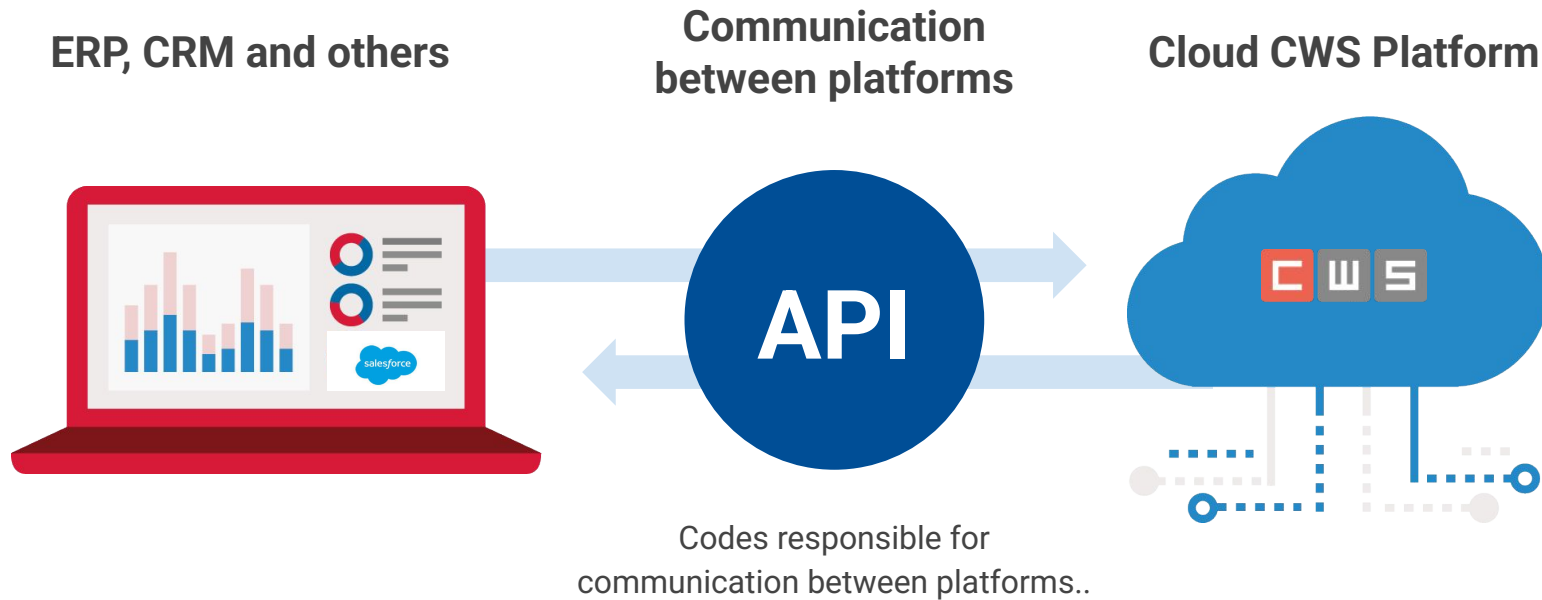 ERP, CRM and others
Communication
between platforms
Cloud CWS Platform
salesforce
API
CWS
Codes responsible for
communication between platforms..